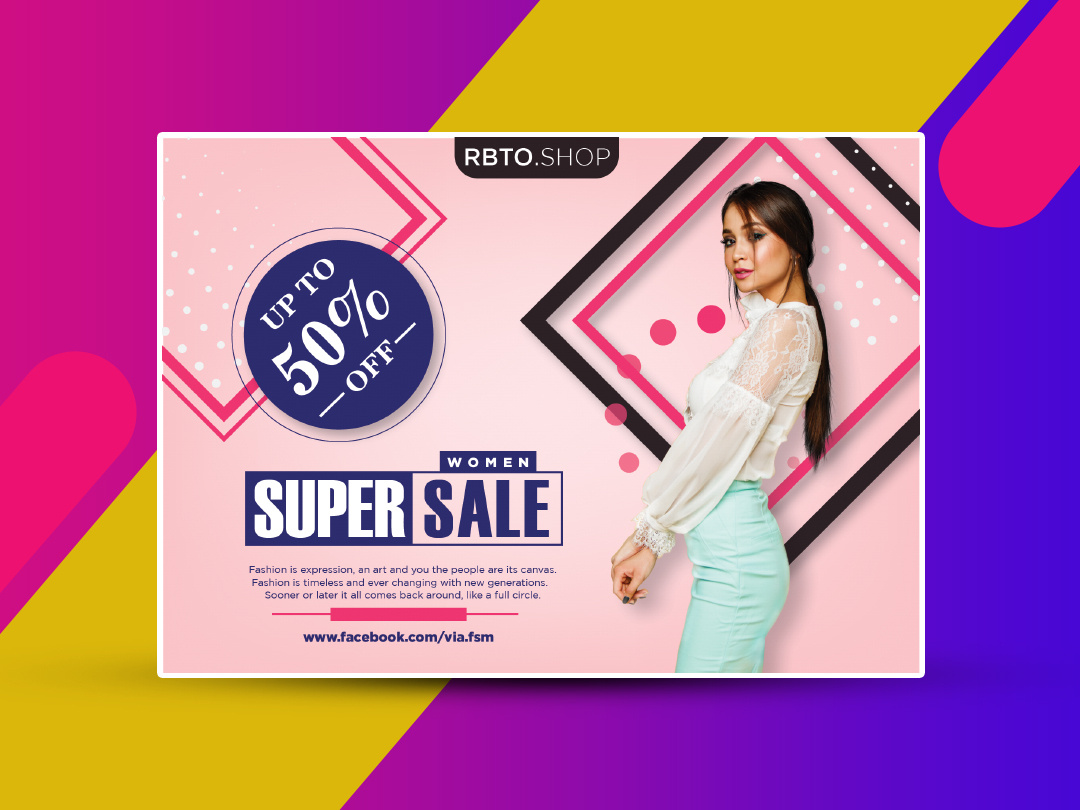 RBTO.SHOP
UP TO
50%
OFF
WOMEN
SUPER SALE
Fashion is expression, an art and you the people are its canvas.
Fashion is timeless and ever changing with new generations.
Sooner or later it all comes back around, like a full circle.
www.facebook.com/via.fsm